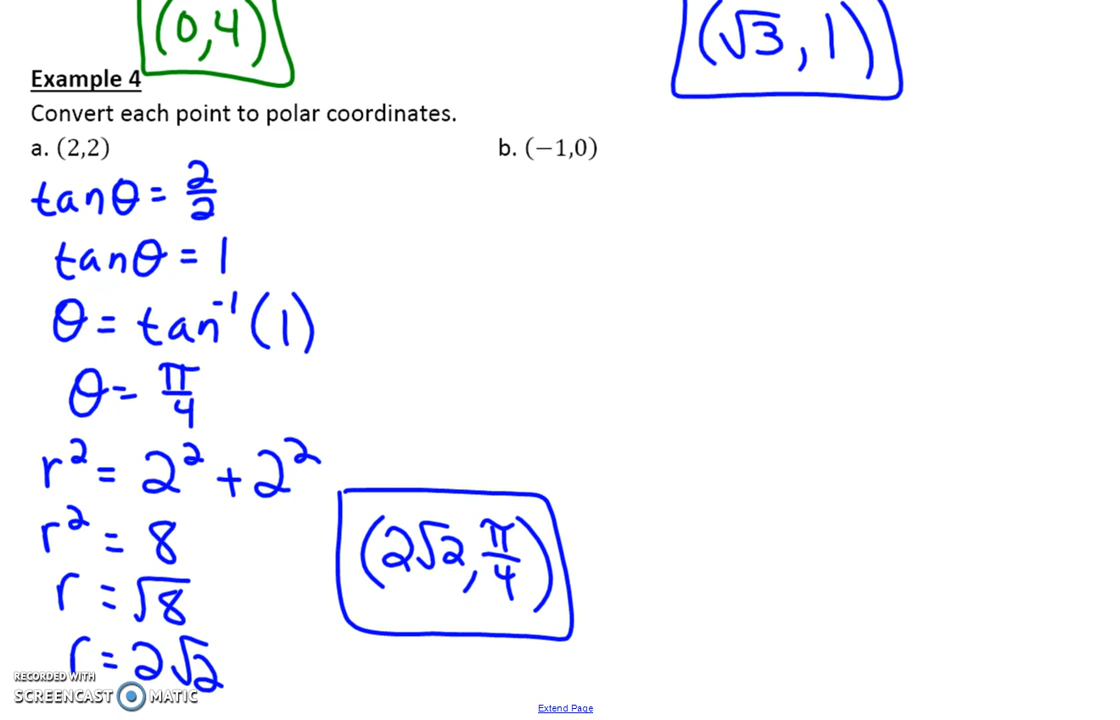 (0,4)
(√3, 1)
Example 4
Convert each point to polar coordinates.
a. (2,2)
b. (−1,0)
tanθ = 2/2
tanθ = 1
θ = tan⁻¹(1)
θ = π/4
r² = 2² + 2²
r² = 8
r = √8
r = 2√2
(2√2, π/4)
RECORDED WITH
SCREENCAST MATIC
Extend Page